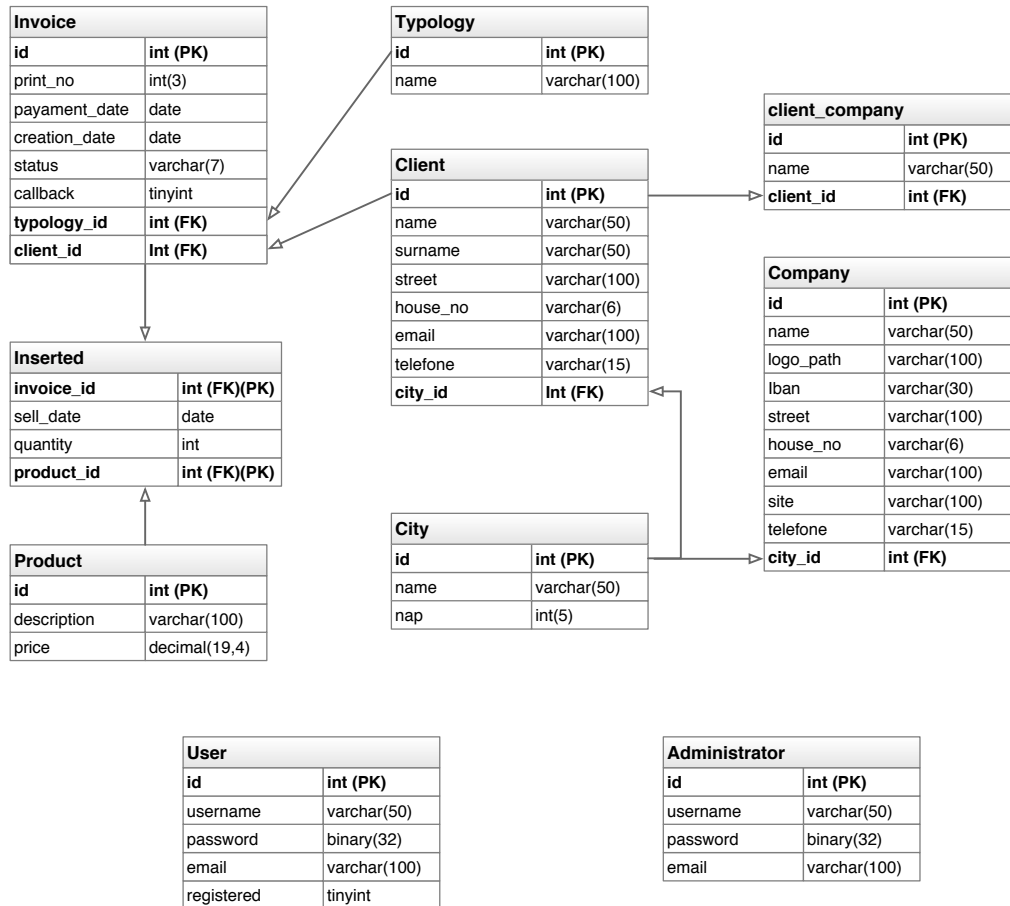 Invoice
id int (PK)
print_no int(3)
payament_date date
creation_date date
status varchar(7)
callback tinyint
typology_id int (FK)
client_id Int (FK)
Typology
id int (PK)
name varchar(100)
client_company
id int (PK)
name varchar(50)
client_id int (FK)
Client
id int (PK)
name varchar(50)
surname varchar(50)
street varchar(100)
house_no varchar(6)
email varchar(100)
telefone varchar(15)
city_id Int (FK)
Company
id int (PK)
name varchar(50)
logo_path varchar(100)
Iban varchar(30)
street varchar(100)
house_no varchar(6)
email varchar(100)
site varchar(100)
telefone varchar(15)
city_id int (FK)
Inserted
invoice_id int (FK)(PK)
sell_date date
quantity int
product_id int (FK)(PK)
City
id int (PK)
name varchar(50)
nap int(5)
Product
id int (PK)
description varchar(100)
price decimal(19,4)
User
id int (PK)
username varchar(50)
password binary(32)
email varchar(100)
registered tinyint
Administrator
id int (PK)
username varchar(50)
password binary(32)
email varchar(100)